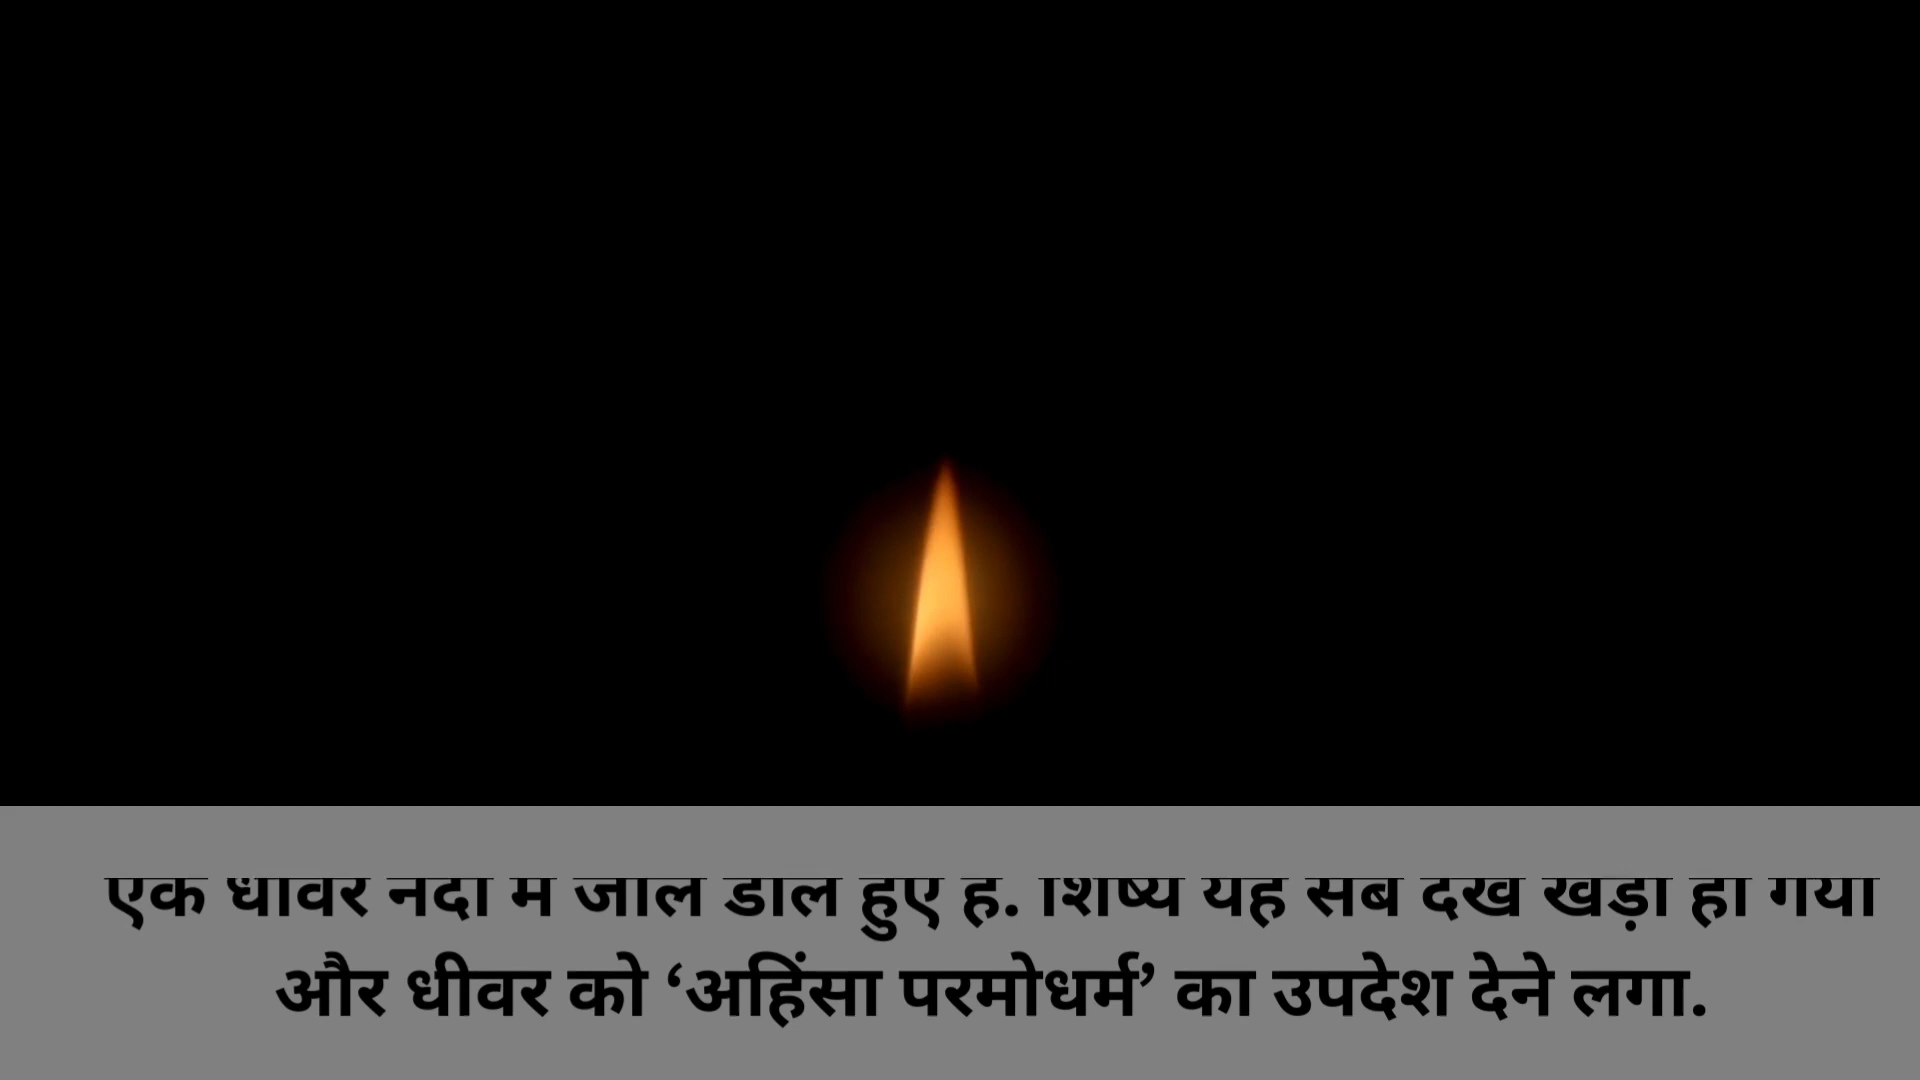 एक धीवर नदी में जाल डाले हुए है. शिष्य यह सब देख खड़ा हो गया
और धीवर को ‘अहिंसा परमोधर्म’ का उपदेश देने लगा.